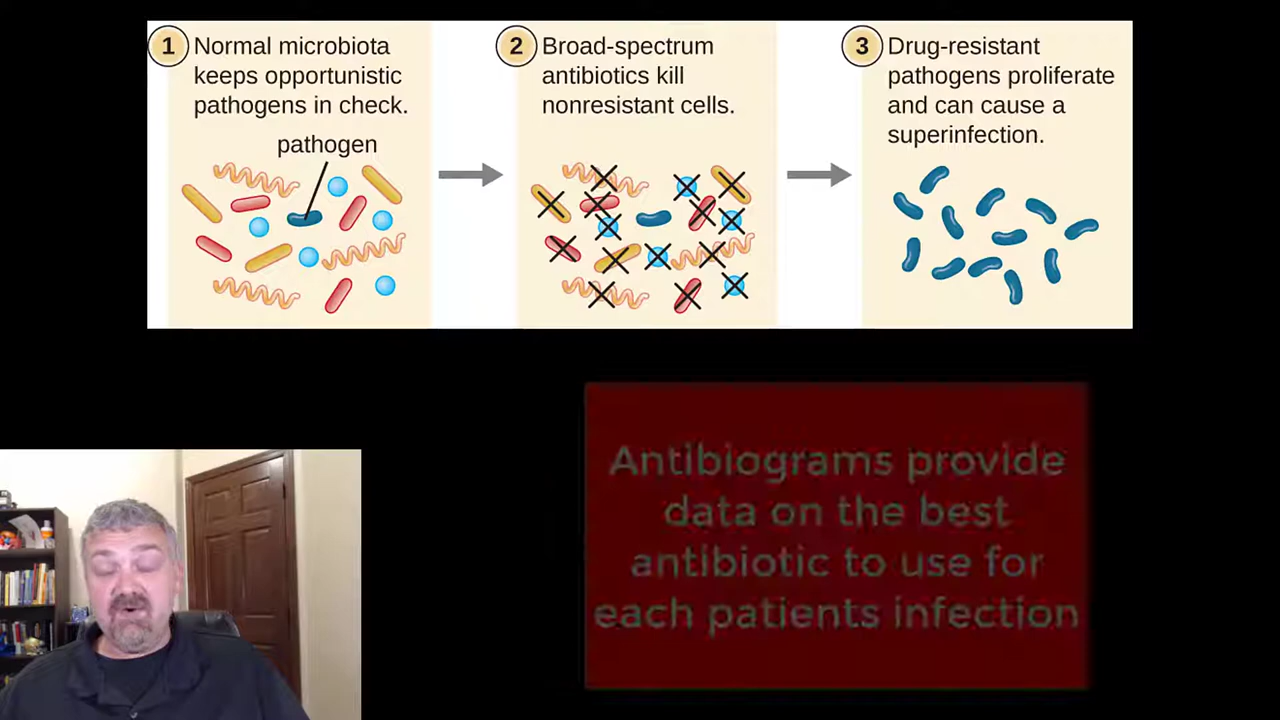 1 Normal microbiota
keeps opportunistic
pathogens in check.
pathogen
2 Broad-spectrum
antibiotics kill
nonresistant cells.
3 Drug-resistant
pathogens proliferate
and can cause a
superinfection.
Antibiograms provide
data on the best
antibiotic to use for
each patients infection